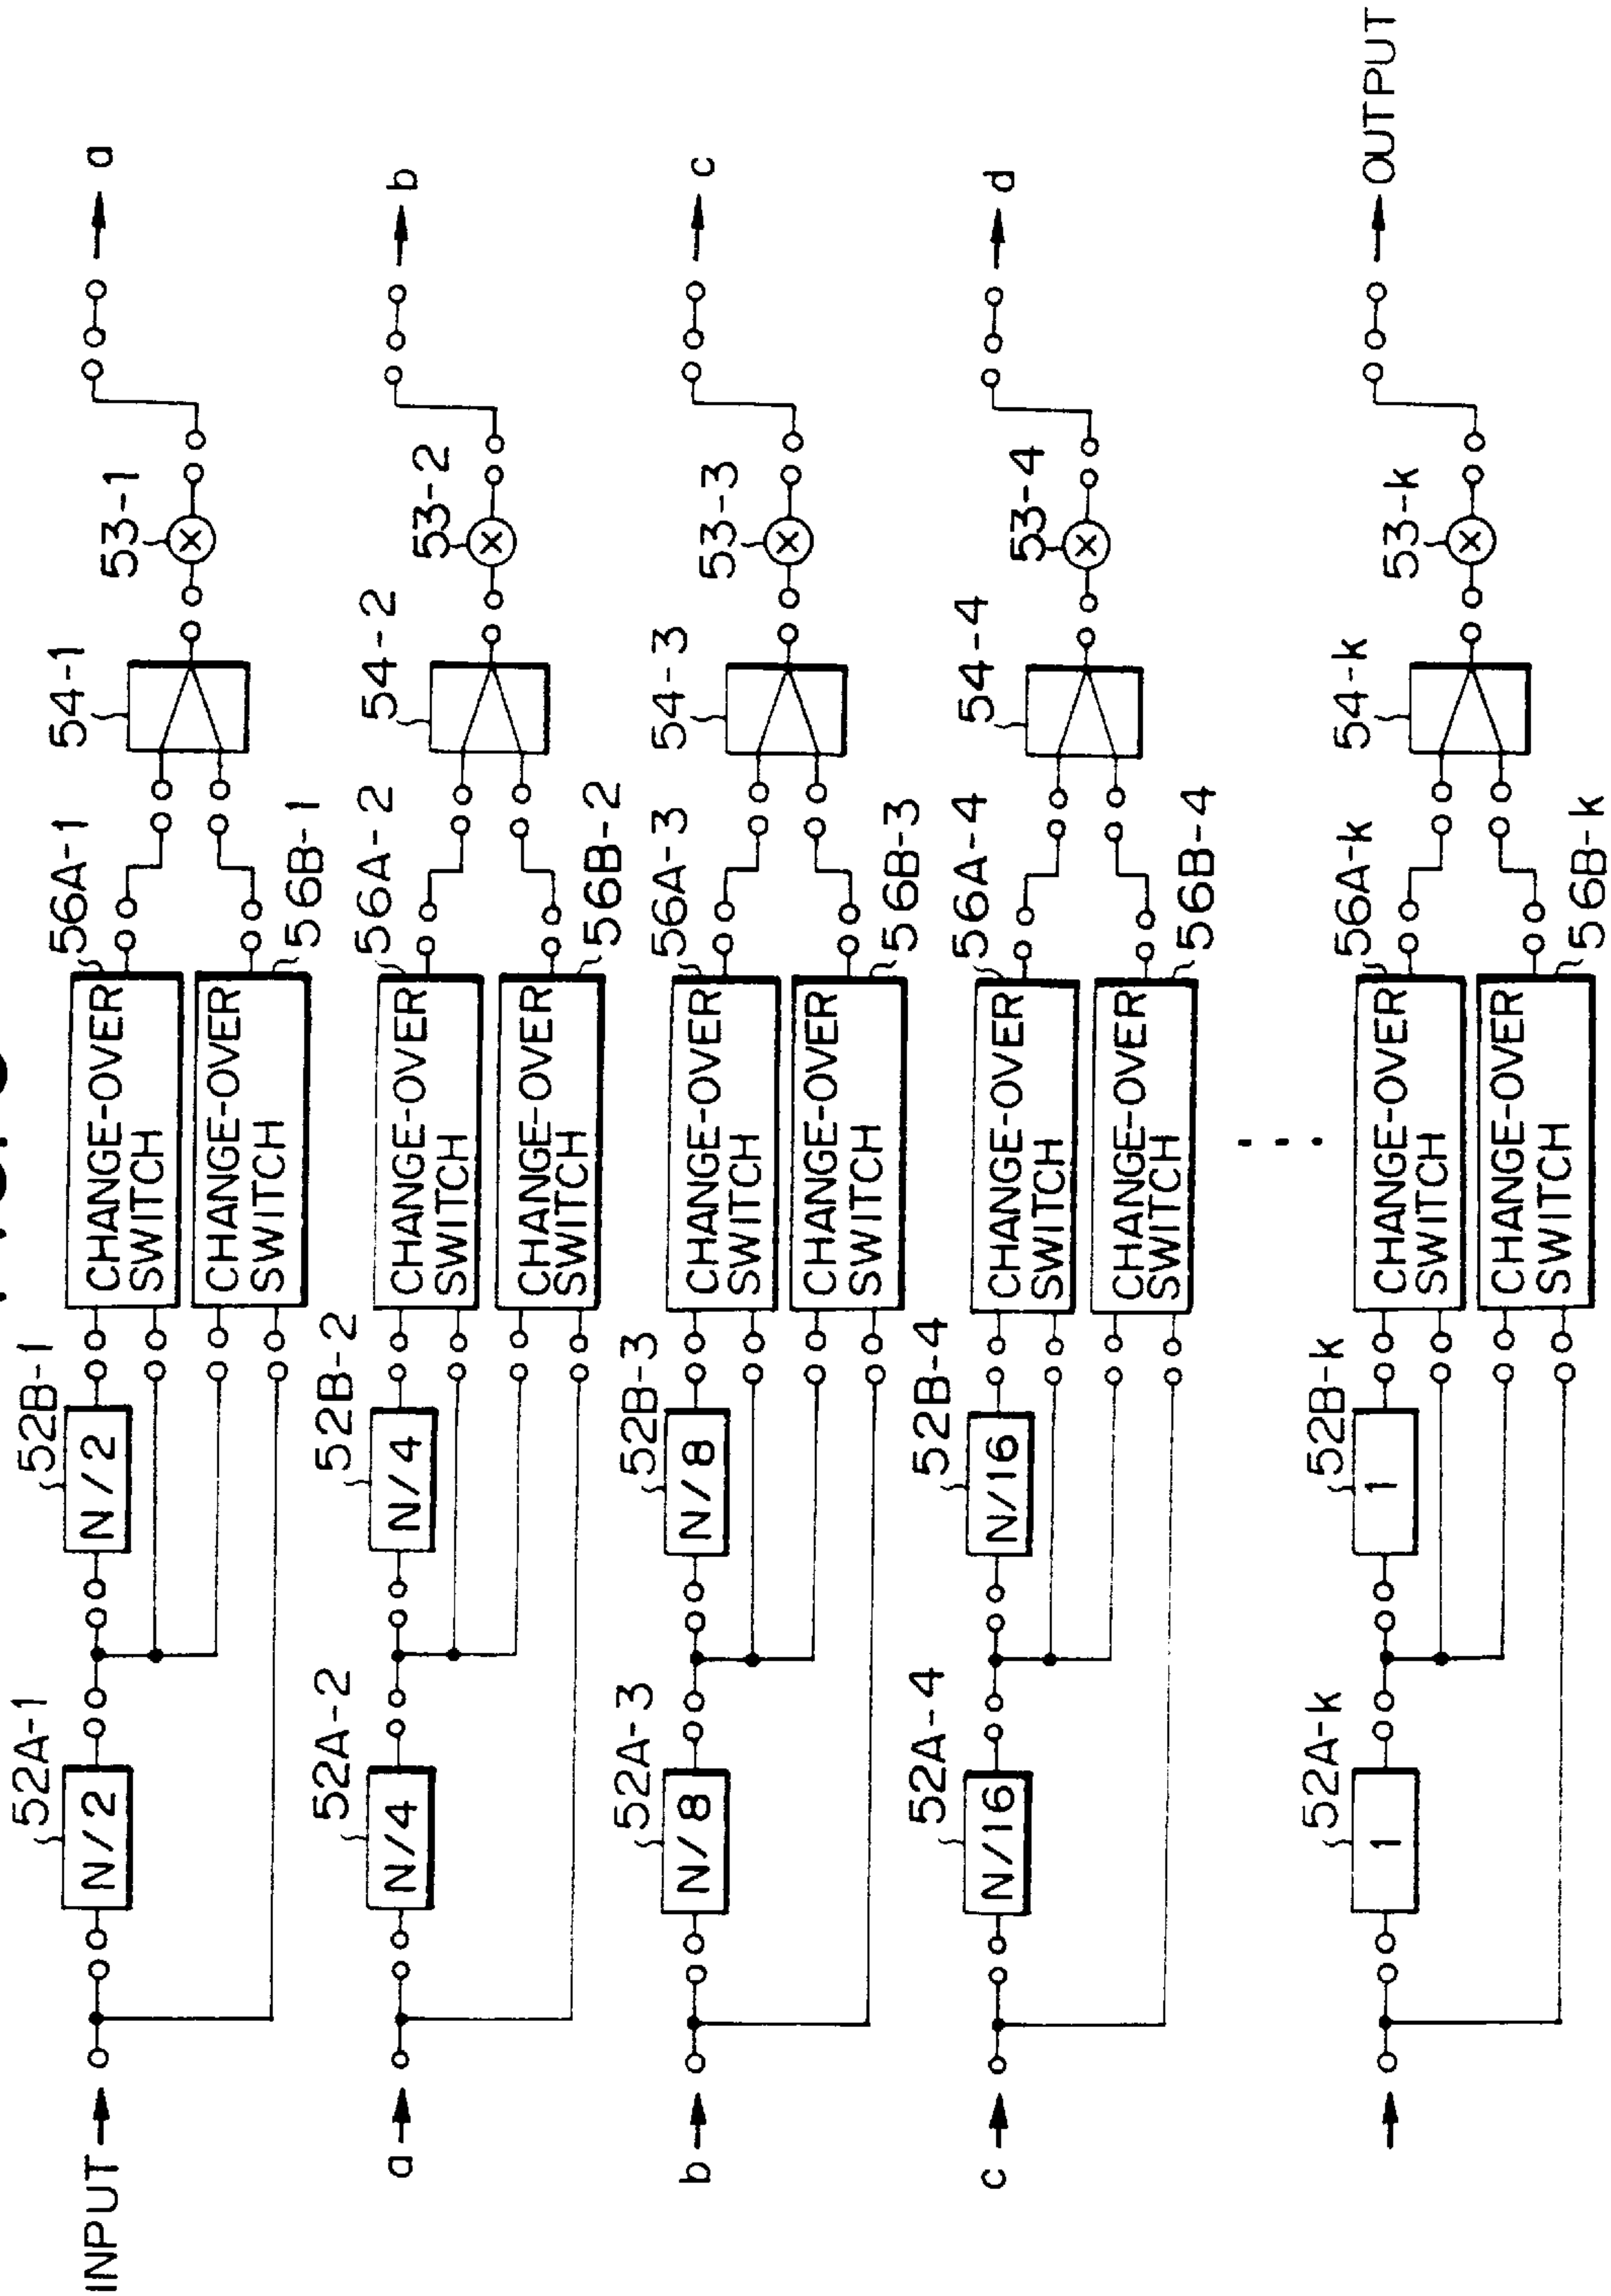 INPUT
52A-1
N/2
52B-1
N/2
CHANGE-OVER
SWITCH
56A-1
CHANGE-OVER
SWITCH
56B-1
54-1
53-1
a
a
52A-2
N/4
52B-2
N/4
CHANGE-OVER
SWITCH
56A-2
CHANGE-OVER
SWITCH
56B-2
54-2
53-2
b
b
52A-3
N/8
52B-3
N/8
CHANGE-OVER
SWITCH
56A-3
CHANGE-OVER
SWITCH
56B-3
54-3
53-3
c
c
52A-4
N/16
52B-4
N/16
CHANGE-OVER
SWITCH
56A-4
CHANGE-OVER
SWITCH
56B-4
54-4
53-4
d
52A-k
1
52B-k
1
CHANGE-OVER
SWITCH
56A-k
CHANGE-OVER
SWITCH
56B-k
54-k
53-k
OUTPUT